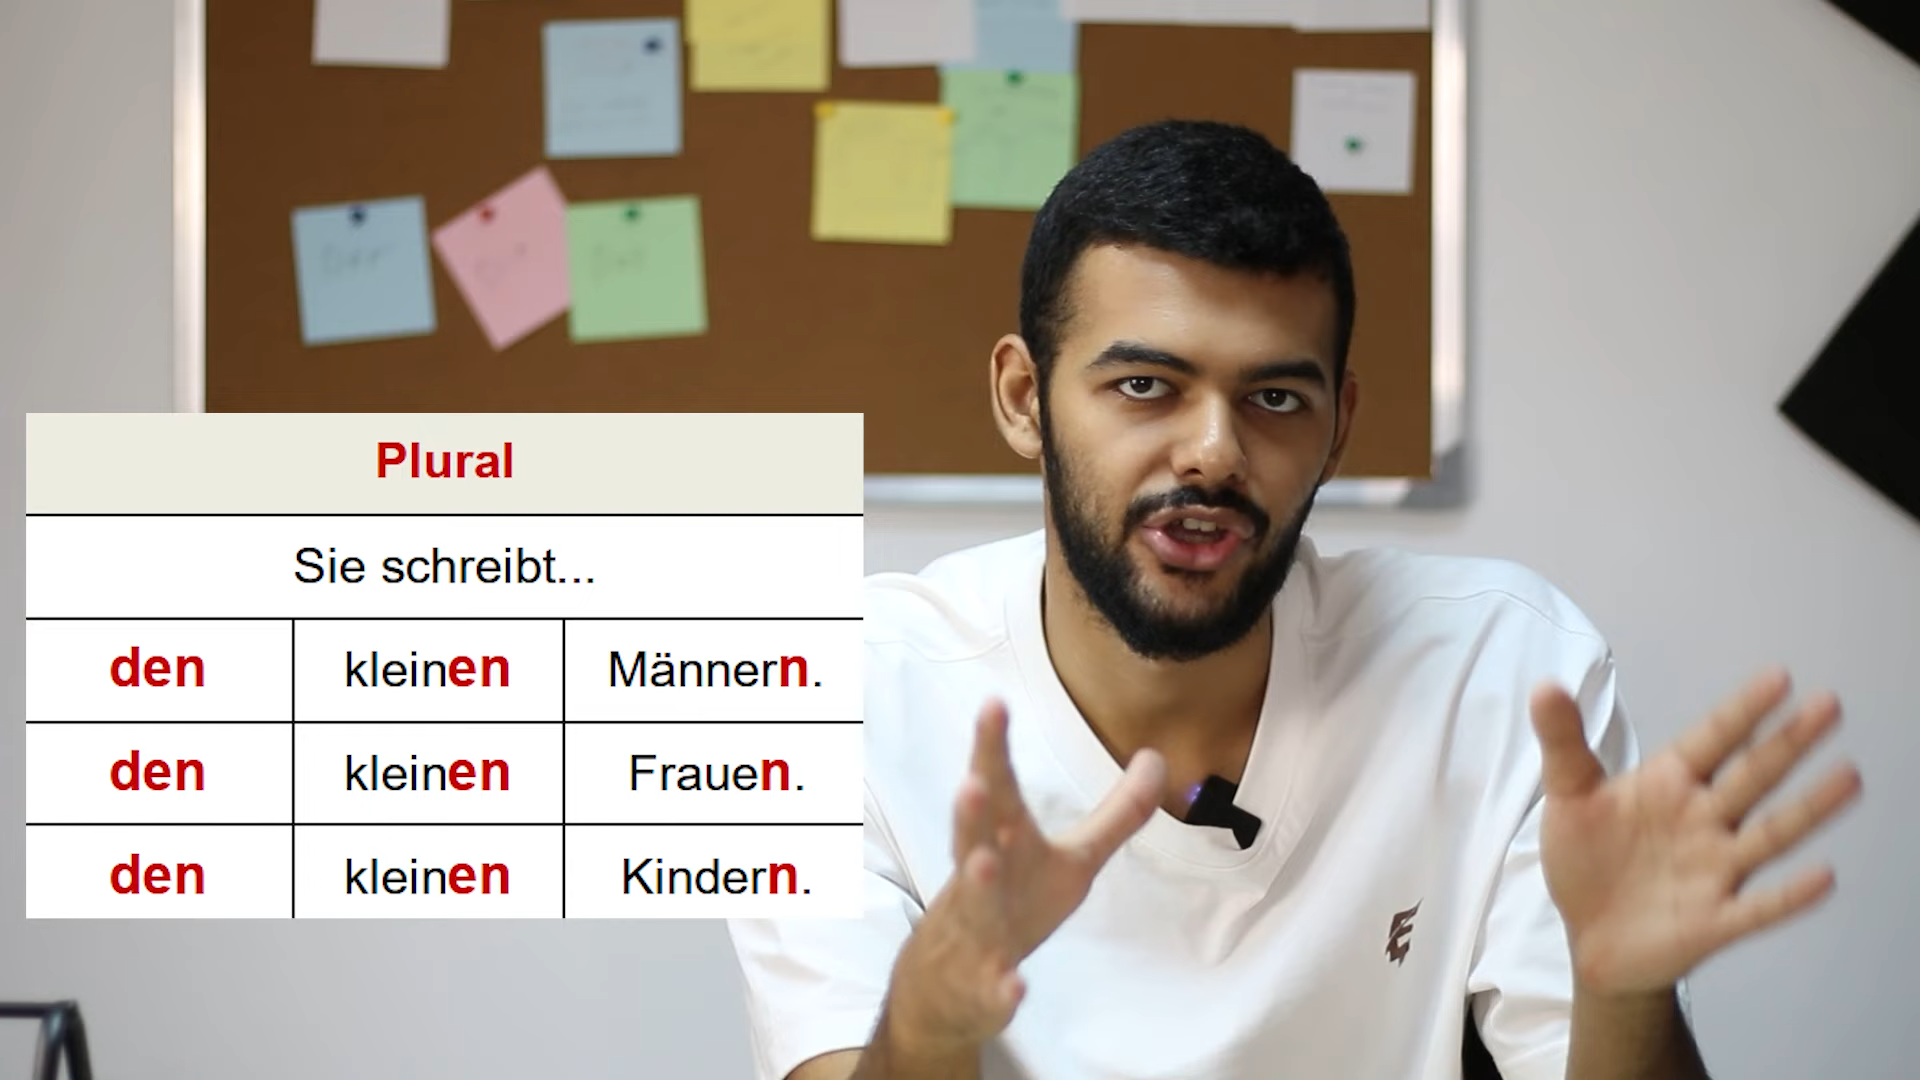 Plural
Sie schreibt...
den kleinen Männern.
den kleinen Frauen.
den kleinen Kindern.